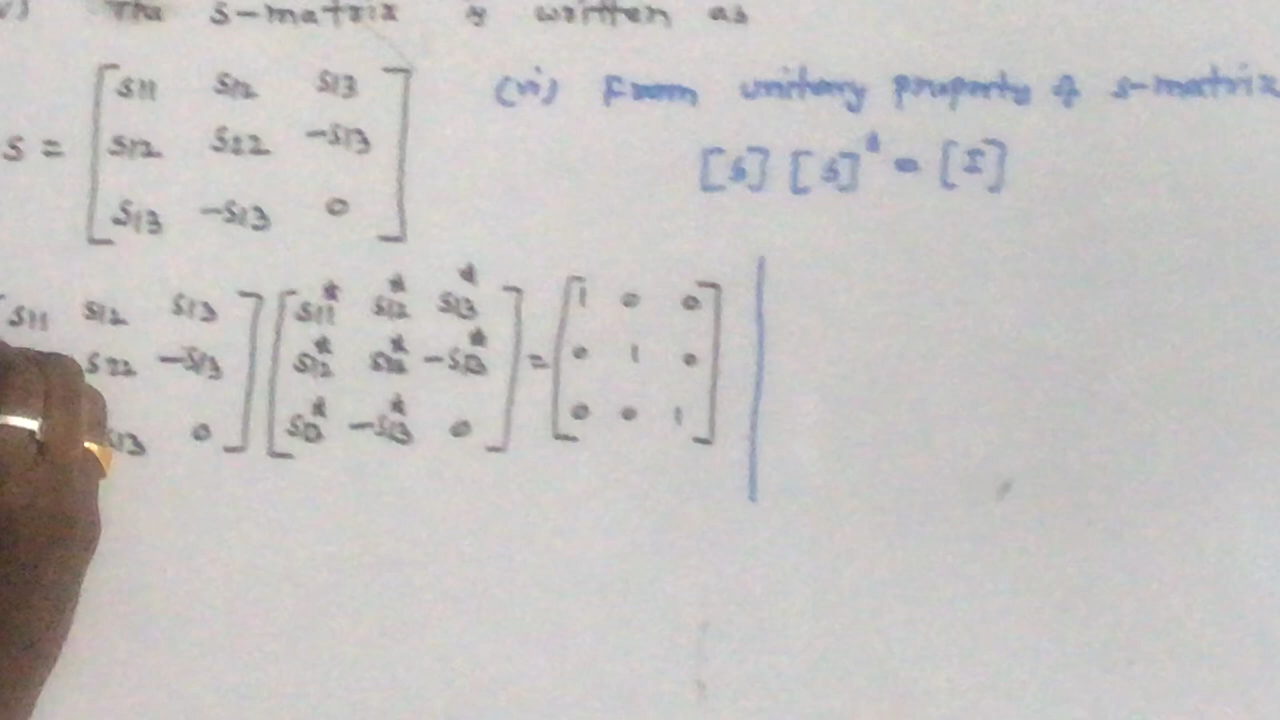 v) The S-matrix is written as
S = [ S11 S12 S13
S12 S22 -S13
S13 -S13 0 ]
(vi) From unitary property of S-matrix
[S] [S]* = [I]
[ S11 S12 S13 ] [ S11* S12* S13* ] = [ 1 0 0 ]
S22 -S13 ] [ S12* S22* -S13* ] = [ 0 1 0 ]
S13 0 ] [ S13* -S13* 0 ] [ 0 0 1 ]